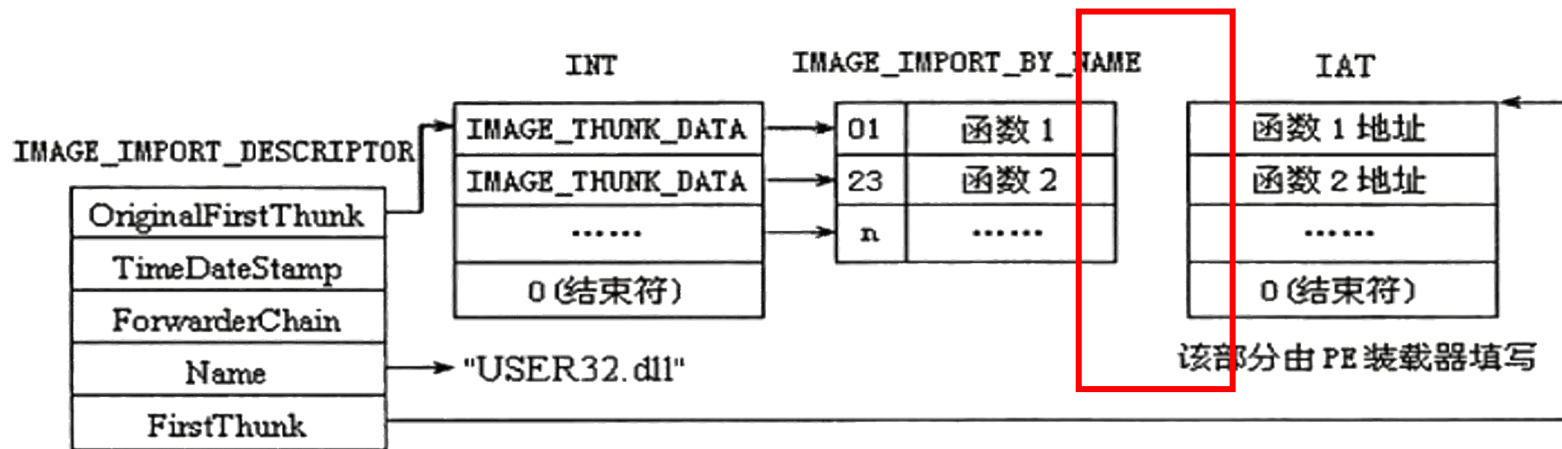 INT
IMAGE_IMPORT_BY_NAME
IAT
IMAGE_IMPORT_DESCRIPTOR
OriginalFirstThunk
TimeDateStamp
ForwarderChain
Name
FirstThunk
IMAGE_THUNK_DATA
IMAGE_THUNK_DATA
……
0(结束符)
"USER32.dll"
01 函数1
23 函数2
n ……
函数1地址
函数2地址
……
0(结束符)
该部分由PE装载器填写